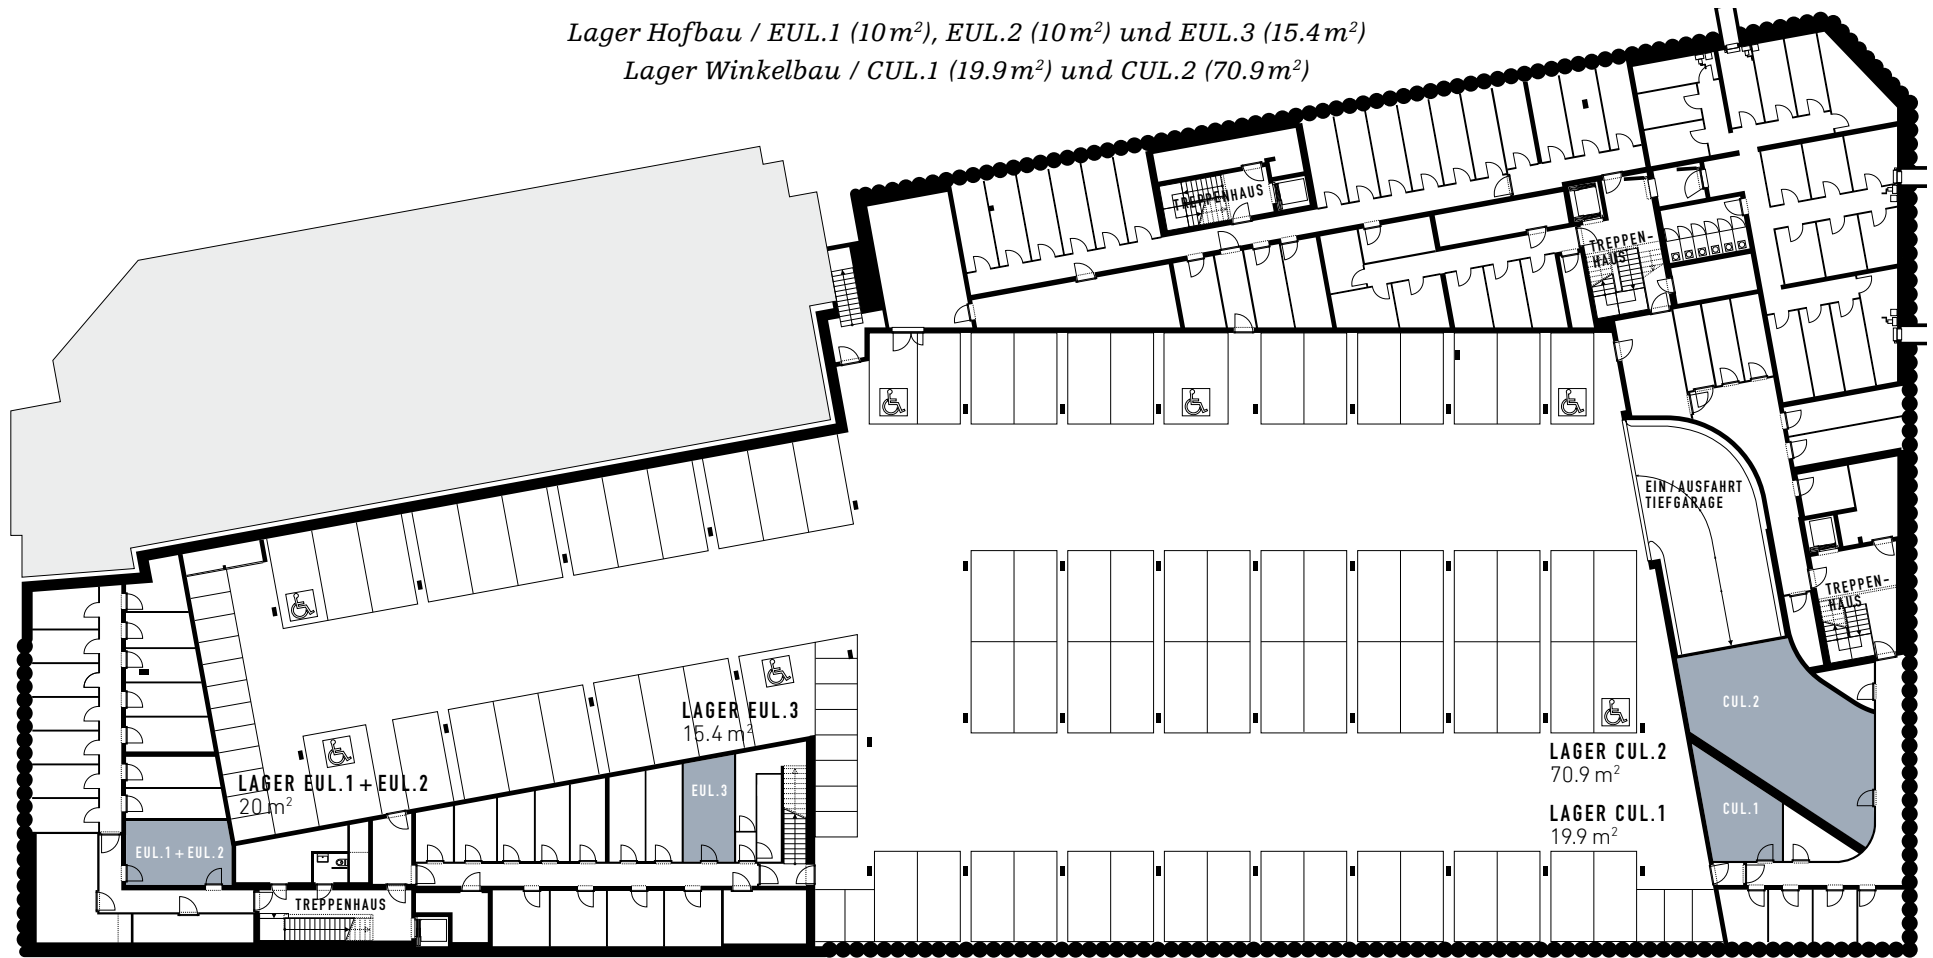 Lager Hofbau / EUL.1 (10 m²), EUL.2 (10 m²) und EUL.3 (15.4 m²)
Lager Winkelbau / CUL.1 (19.9 m²) und CUL.2 (70.9 m²)
TREPPENHAUS
TREPPEN-
HAUS
EIN/AUSFAHRT
TIEFGARAGE
TREPPEN-
HAUS
CUL.2
LAGER EUL.3
15.4 m²
LAGER CUL.2
70.9 m²
LAGER EUL.1 + EUL.2
20 m²
EUL.3
LAGER CUL.1
19.9 m²
CUL.1
EUL.1 + EUL.2
TREPPENHAUS